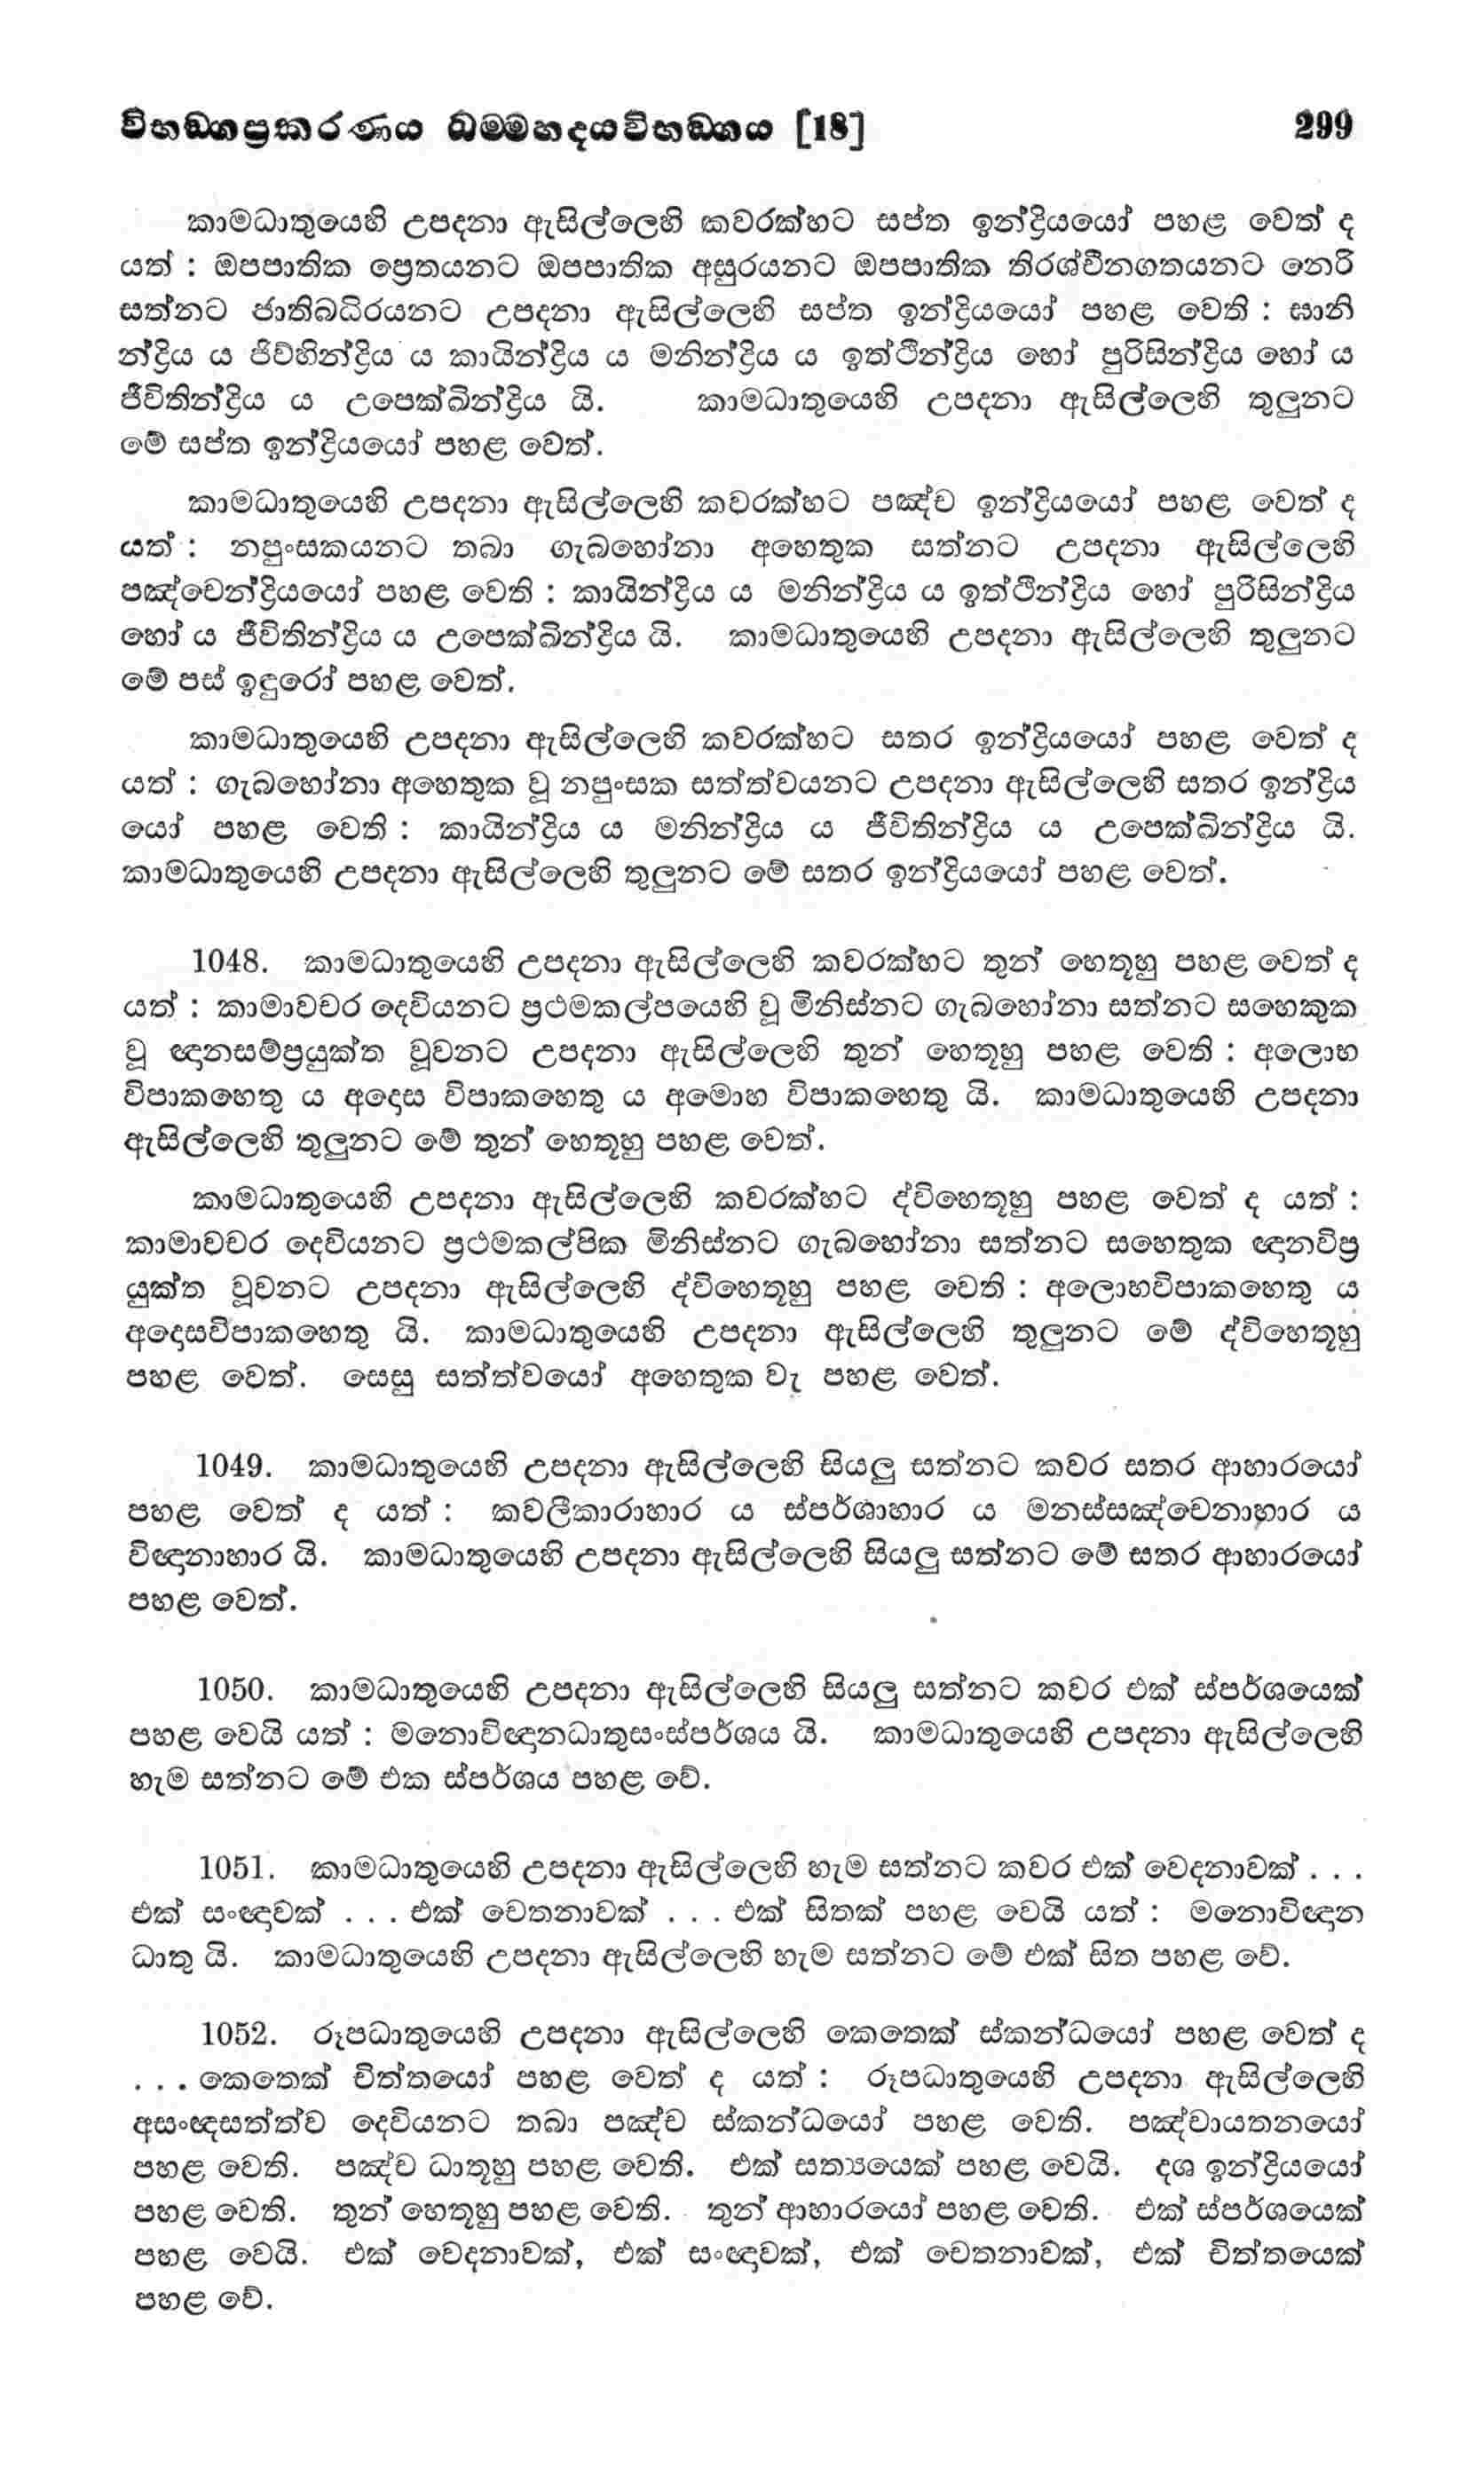 විභඞ්ගප්‍රකරණය ධම්මහදයවිභඞ්ගය [18] 299
කාමධාතුයෙහි උපදනා ඇසිල්ලෙහි කවරක්හට සප්ත ඉන්ද්‍රියයෝ පහළ වෙත් ද
යත් : ඔපපාතික ප්‍රෙතයනට ඔපපාතික අසුරයනට ඔපපාතික තිරශ්චීනගතයනට නෙරි
සත්නට ජාතිබධිරයනට උපදනා ඇසිල්ලෙහි සප්ත ඉන්ද්‍රියයෝ පහළ වෙති : ඝානි
න්ද්‍රිය ය ජිව්හින්ද්‍රිය ය කායින්ද්‍රිය ය මනින්ද්‍රිය ය ඉත්ථින්ද්‍රිය හෝ පුරිසින්ද්‍රිය හෝ ය
ජීවිතින්ද්‍රිය ය උපෙක්ඛින්ද්‍රිය යි. කාමධාතුයෙහි උපදනා ඇසිල්ලෙහි තුලුනට
මේ සප්ත ඉන්ද්‍රියයෝ පහළ වෙත්.
කාමධාතුයෙහි උපදනා ඇසිල්ලෙහි කවරක්හට පඤ්ච ඉන්ද්‍රියයෝ පහළ වෙත් ද
යත් : නපුංසකයනට තබා ගැබහෝනා අහෙතුක සත්නට උපදනා ඇසිල්ලෙහි
පඤ්චෙන්ද්‍රියයෝ පහළ වෙති : කායින්ද්‍රිය ය මනින්ද්‍රිය ය ඉත්ථින්ද්‍රිය හෝ පුරිසින්ද්‍රිය
හෝ ය ජීවිතින්ද්‍රිය ය උපෙක්ඛින්ද්‍රිය යි. කාමධාතුයෙහි උපදනා ඇසිල්ලෙහි තුලුනට
මේ පස් ඉඳුරෝ පහළ වෙත්.
කාමධාතුයෙහි උපදනා ඇසිල්ලෙහි කවරක්හට සතර ඉන්ද්‍රියයෝ පහළ වෙත් ද
යත් : ගැබහෝනා අහෙතුක වූ නපුංසක සත්ත්වයනට උපදනා ඇසිල්ලෙහි සතර ඉන්ද්‍රිය
යෝ පහළ වෙති : කායින්ද්‍රිය ය මනින්ද්‍රිය ය ජීවිතින්ද්‍රිය ය උපෙක්ඛින්ද්‍රිය යි.
කාමධාතුයෙහි උපදනා ඇසිල්ලෙහි තුලුනට මේ සතර ඉන්ද්‍රියයෝ පහළ වෙත්.
1048. කාමධාතුයෙහි උපදනා ඇසිල්ලෙහි කවරක්හට තුන් හෙතූහු පහළ වෙත් ද
යත් : කාමාවචර දෙවියනට ප්‍රථමකල්පයෙහි වූ මිනිස්නට ගැබහෝනා සත්නට සහෙකුක
වූ ඥානසම්ප්‍රයුක්ත වූවනට උපදනා ඇසිල්ලෙහි තුන් හෙතූහු පහළ වෙති : අලොභ
විපාකහෙතු ය අදොස විපාකහෙතු ය අමොහ විපාකහෙතු යි. කාමධාතුයෙහි උපදනා
ඇසිල්ලෙහි තුලුනට මේ තුන් හෙතූහු පහළ වෙත්.
කාමධාතුයෙහි උපදනා ඇසිල්ලෙහි කවරක්හට ද්විහෙතූහු පහළ වෙත් ද යත් :
කාමාවචර දෙවියනට ප්‍රථමකල්පික මිනිස්නට ගැබහෝනා සත්නට සහෙතුක ඥානවිප්‍ර
යුක්ත වූවනට උපදනා ඇසිල්ලෙහි ද්විහෙතූහු පහළ වෙති : අලොභවිපාකහෙතු ය
අදොසවිපාකහෙතු යි. කාමධාතුයෙහි උපදනා ඇසිල්ලෙහි තුලුනට මේ ද්විහෙතූහු
පහළ වෙත්. සෙසු සත්ත්වයෝ අහෙතුක වැ පහළ වෙත්.
1049. කාමධාතුයෙහි උපදනා ඇසිල්ලෙහි සියලු සත්නට කවර සතර ආහාරයෝ
පහළ වෙත් ද යත් : කවලීකාරාහාර ය ස්පර්ශාහාර ය මනස්සඤ්චෙනාහාර ය
විඥානාහාර යි. කාමධාතුයෙහි උපදනා ඇසිල්ලෙහි සියලු සත්නට මේ සතර ආහාරයෝ
පහළ වෙත්.
1050. කාමධාතුයෙහි උපදනා ඇසිල්ලෙහි සියලු සත්නට කවර එක් ස්පර්ශයෙක්
පහළ වෙයි යත් : මනොවිඥානධාතුසංස්පර්ශය යි. කාමධාතුයෙහි උපදනා ඇසිල්ලෙහි
හැම සත්නට මේ එක ස්පර්ශය පහළ වේ.
1051. කාමධාතුයෙහි උපදනා ඇසිල්ලෙහි හැම සත්නට කවර එක් වෙදනාවක් . . .
එක් සංඥාවක් . . . එක් චෙතනාවක් . . . එක් සිතක් පහළ වෙයි යත් : මනොවිඥාන
ධාතු යි. කාමධාතුයෙහි උපදනා ඇසිල්ලෙහි හැම සත්නට මේ එක් සිත පහළ වේ.
1052. රූපධාතුයෙහි උපදනා ඇසිල්ලෙහි කෙතෙක් ස්කන්ධයෝ පහළ වෙත් ද
. . . කෙතෙක් චිත්තයෝ පහළ වෙත් ද යත් : රූපධාතුයෙහි උපදනා ඇසිල්ලෙහි
අසංඥසත්ත්ව දෙවියනට තබා පඤ්ච ස්කන්ධයෝ පහළ වෙති. පඤ්චායතනයෝ
පහළ වෙති. පඤ්ච ධාතූහු පහළ වෙති. එක් සත්‍යයෙක් පහළ වෙයි. දශ ඉන්ද්‍රියයෝ
පහළ වෙති. තුන් හෙතූහු පහළ වෙති. තුන් ආහාරයෝ පහළ වෙති. එක් ස්පර්ශයෙක්
පහළ වෙයි. එක් වෙදනාවක්, එක් සංඥාවක්, එක් චෙතනාවක්, එක් චිත්තයෙක්
පහළ වේ.